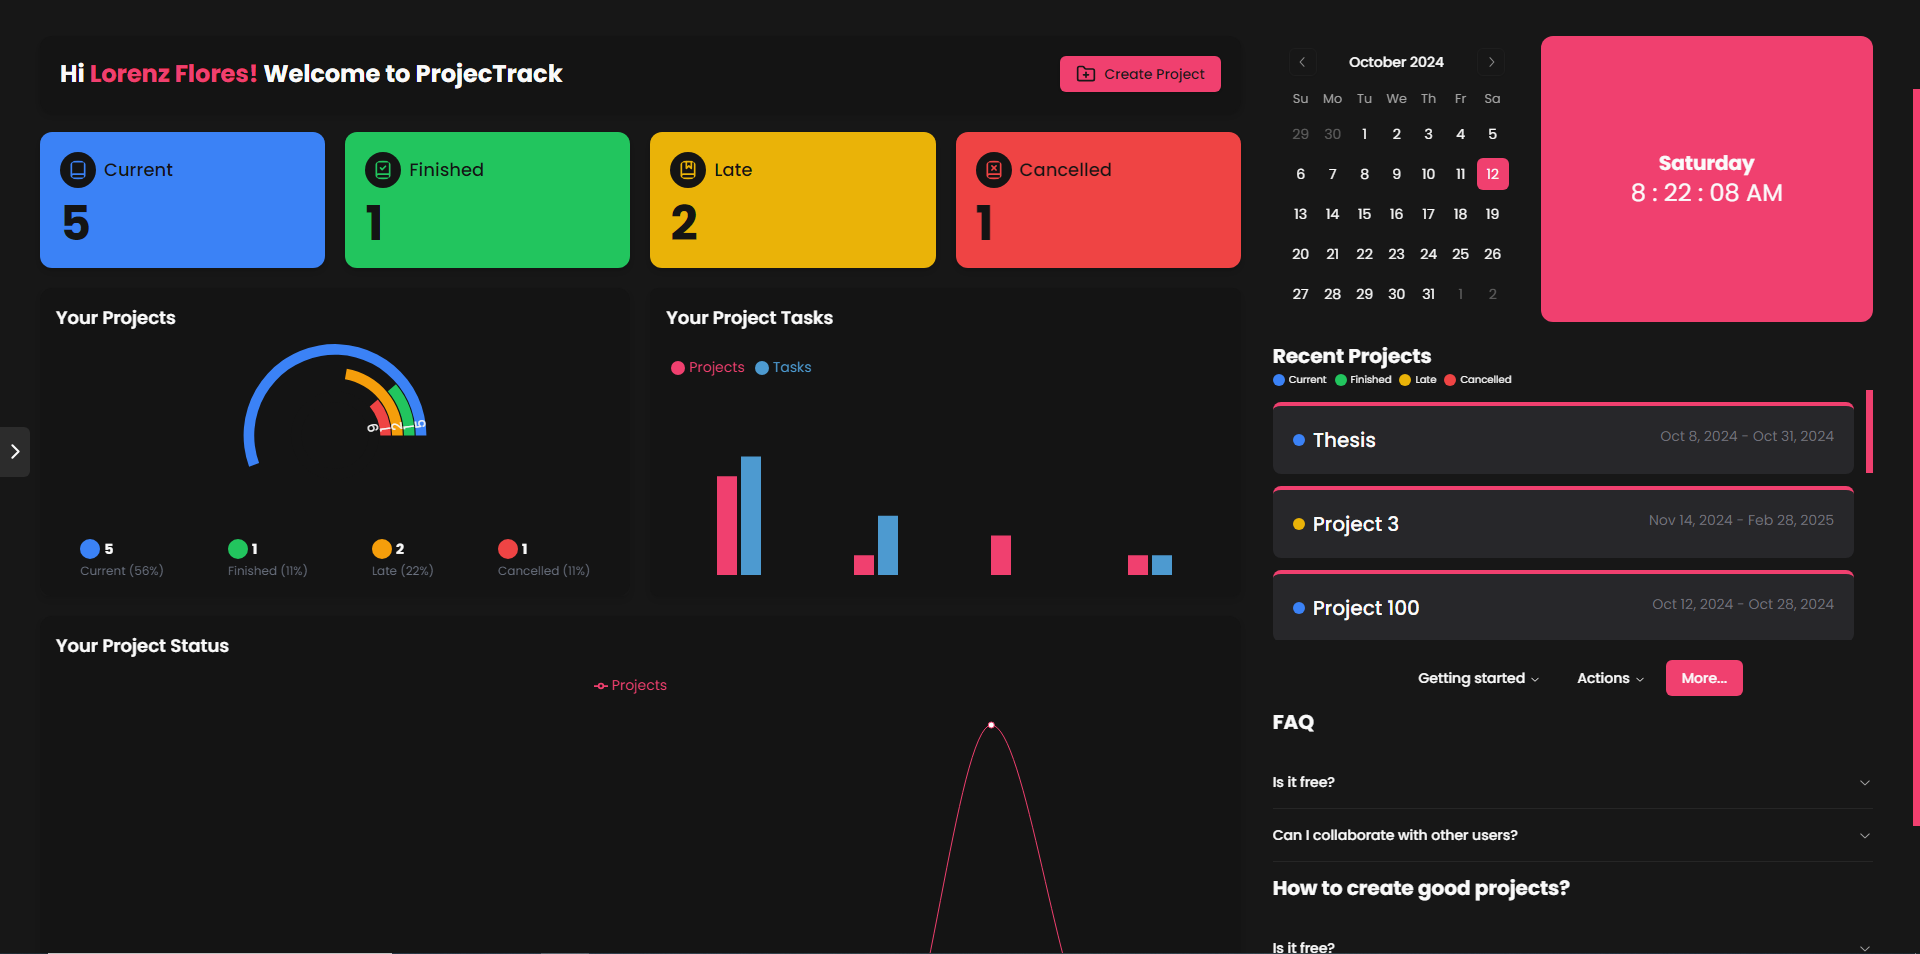 Hi Lorenz Flores! Welcome to ProjecTrack
Create Project
Current
5
Finished
1
Late
2
Cancelled
1
Your Projects
9 1 2 1 5
5
Current (56%)
1
Finished (11%)
2
Late (22%)
1
Cancelled (11%)
Your Project Tasks
Projects Tasks
Your Project Status
Projects
October 2024
Su Mo Tu We Th Fr Sa
29 30 1 2 3 4 5
6 7 8 9 10 11 12
13 14 15 16 17 18 19
20 21 22 23 24 25 26
27 28 29 30 31 1 2
Saturday
8 : 22 : 08 AM
Recent Projects
Current Finished Late Cancelled
Thesis Oct 8, 2024 - Oct 31, 2024
Project 3 Nov 14, 2024 - Feb 28, 2025
Project 100 Oct 12, 2024 - Oct 28, 2024
Getting started Actions More...
FAQ
Is it free?
Can I collaborate with other users?
How to create good projects?
Is it free?